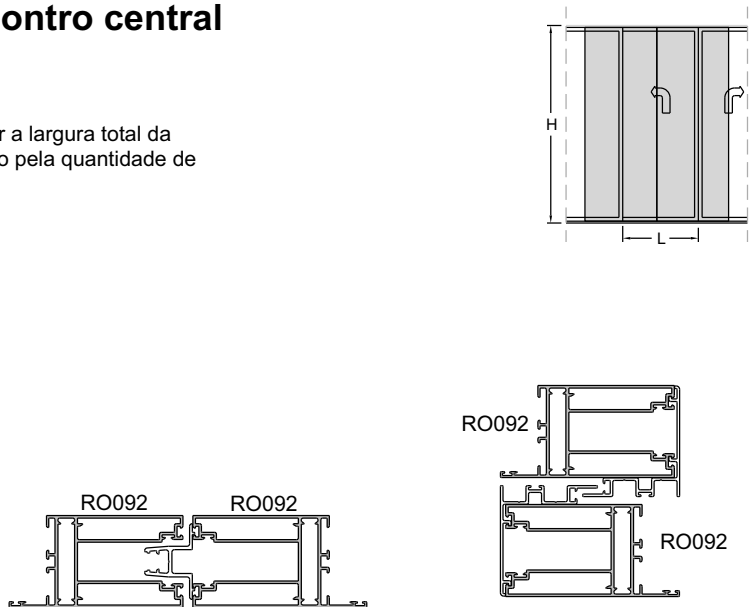 ontro central
r a largura total da
o pela quantidade de
H
L
RO092
RO092
RO092
RO092